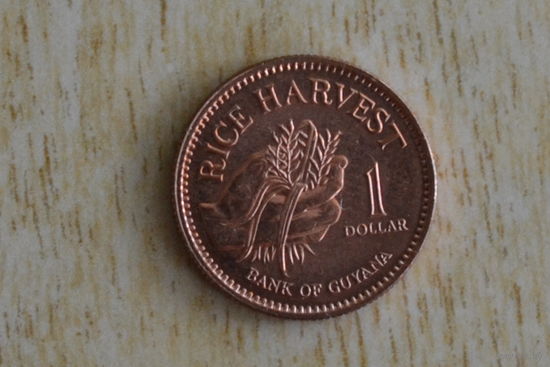 RICE HARVEST
1
DOLLAR
BANK OF GUYANA